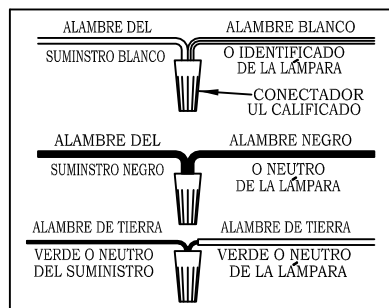 ALAMBRE DEL ALAMBRE BLANCO
SUMINSTRO BLANCO O IDENTIFICADO
DE LA LÁMPARA
CONECTADOR
UL CALIFICADO
ALAMBRE DEL ALAMBRE NEGRO
SUMINSTRO NEGRO O NEUTRO
DE LA LÁMPARA
ALAMBRE DE TIERRA ALAMBRE DE TIERRA
VERDE O NEUTRO VERDE O NEUTRO
DEL SUMINISTRO DE LA LÁMPARA